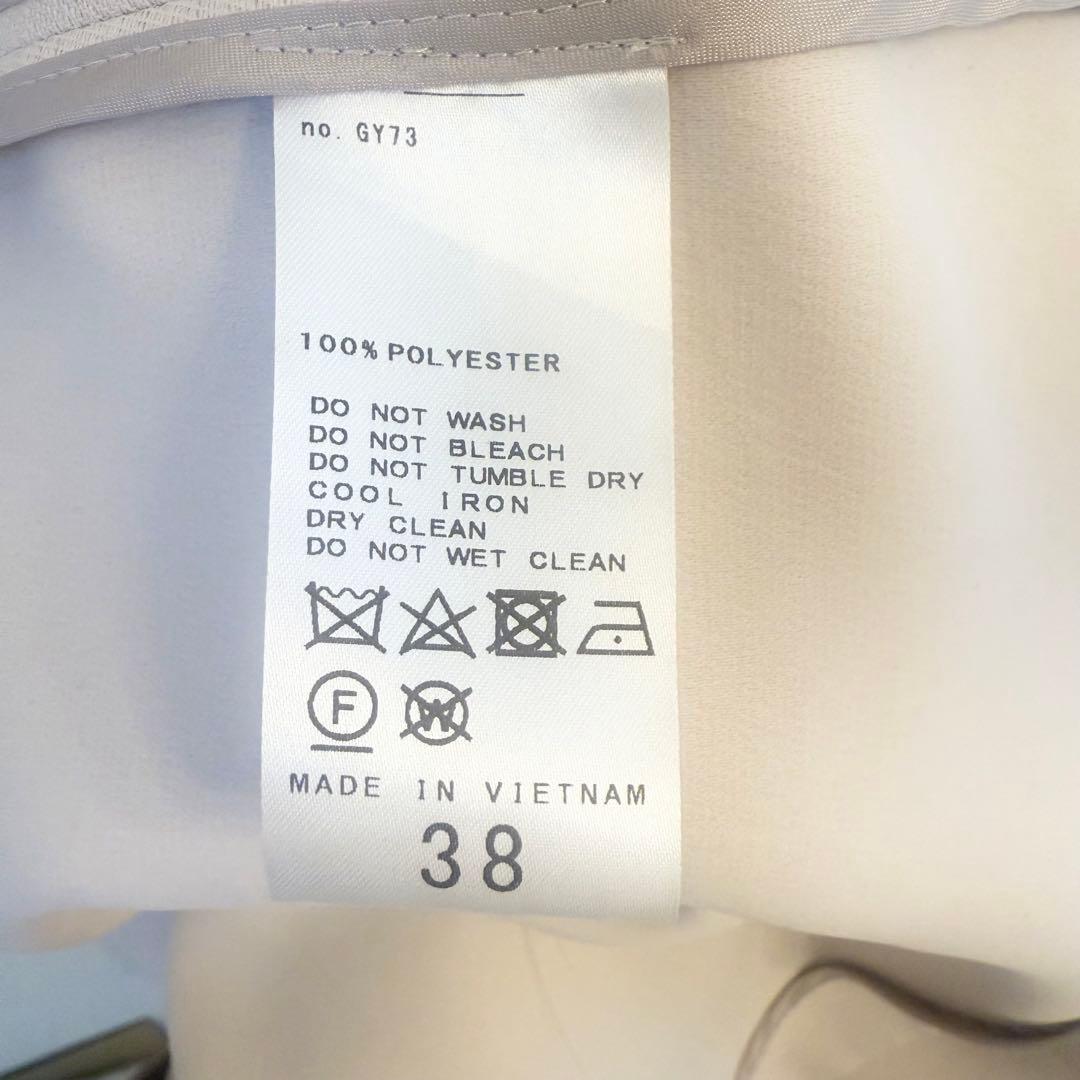 no. GY73
100% POLYESTER
DO NOT WASH
DO NOT BLEACH
DO NOT TUMBLE DRY
COOL IRON
DRY CLEAN
DO NOT WET CLEAN
F W
MADE IN VIETNAM
38